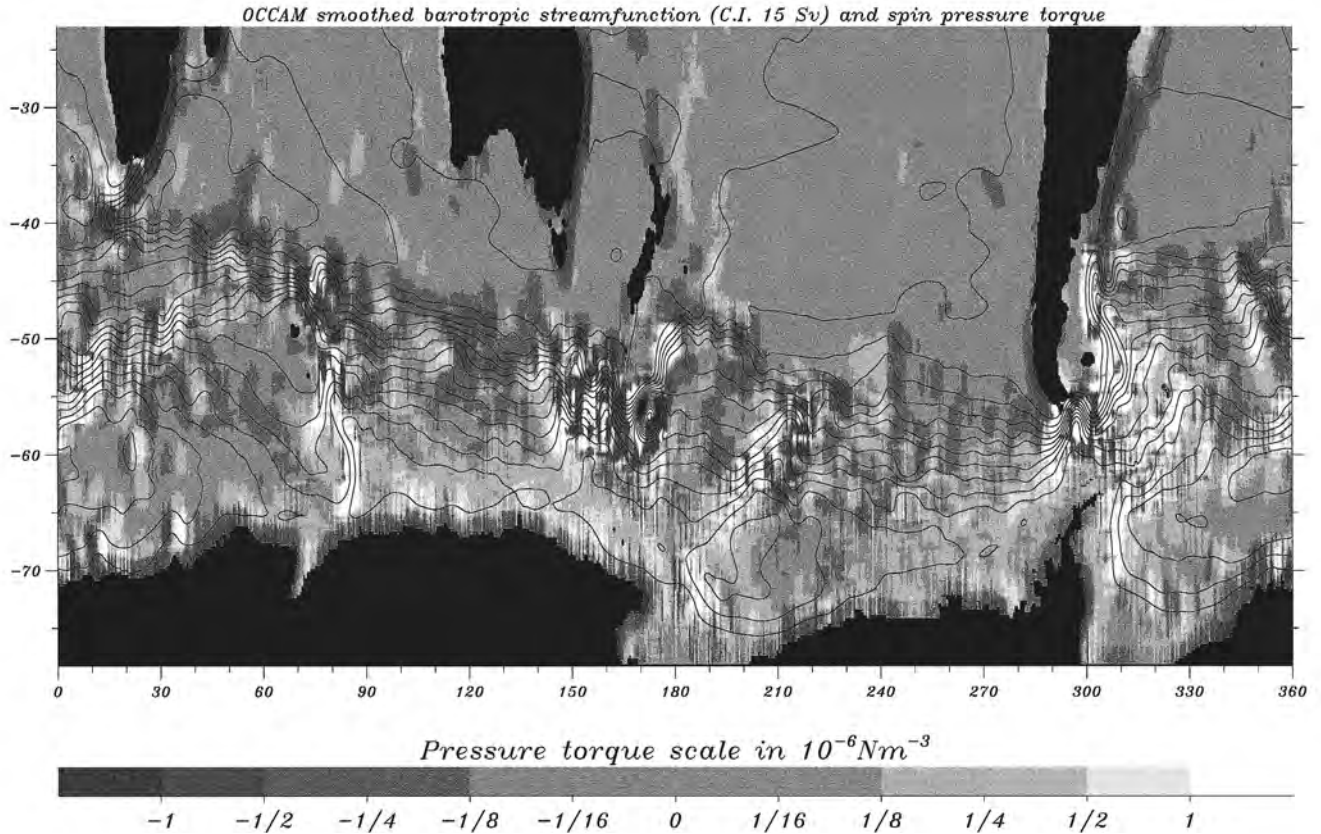 OCCAM smoothed barotropic streamfunction (C.I. 15 Sv) and spin pressure torque
-30
-40
-50
-60
-70
0 30 60 90 120 150 180 210 240 270 300 330 360
Pressure torque scale in 10⁻⁶Nm⁻³
-1 -1/2 -1/4 -1/8 -1/16 0 1/16 1/8 1/4 1/2 1